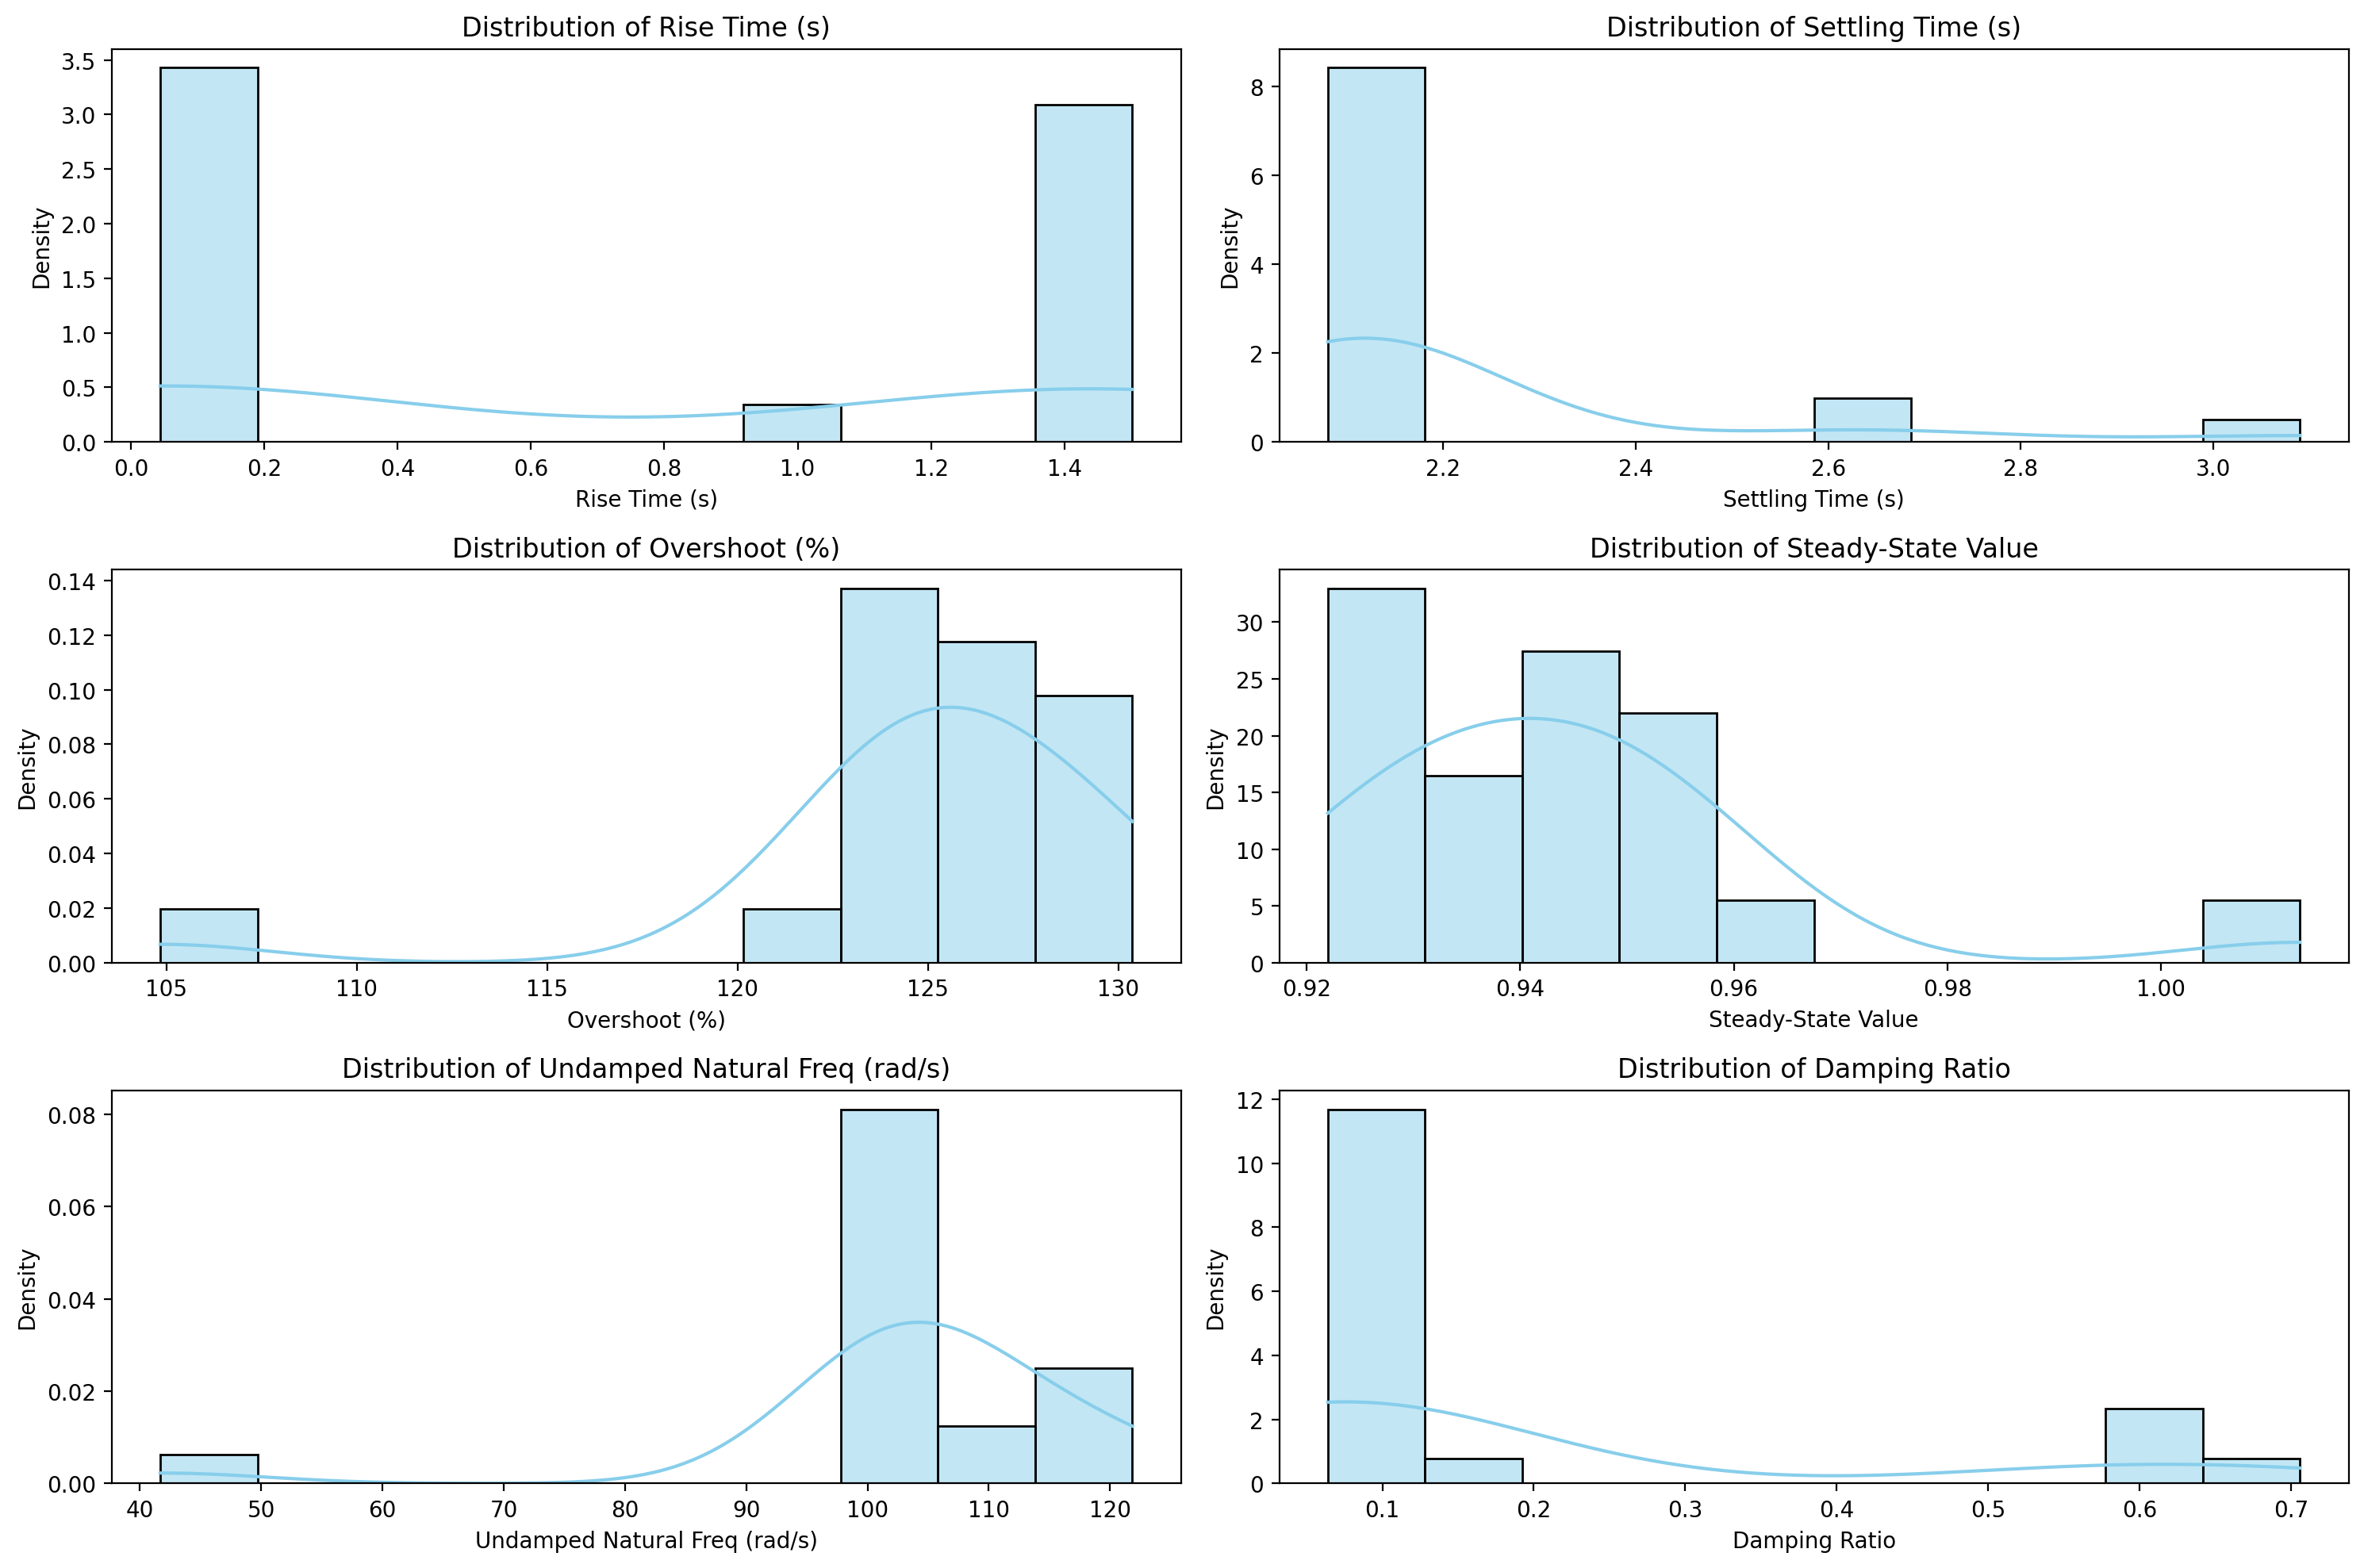 Distribution of Rise Time (s)
3.5
3.0
2.5
2.0
1.5
1.0
0.5
0.0
Density
0.0 0.2 0.4 0.6 0.8 1.0 1.2 1.4
Rise Time (s)
Distribution of Settling Time (s)
8
6
4
2
0
Density
2.2 2.4 2.6 2.8 3.0
Settling Time (s)
Distribution of Overshoot (%)
0.14
0.12
0.10
0.08
0.06
0.04
0.02
0.00
Density
105 110 115 120 125 130
Overshoot (%)
Distribution of Steady-State Value
30
25
20
15
10
5
0
Density
0.92 0.94 0.96 0.98 1.00
Steady-State Value
Distribution of Undamped Natural Freq (rad/s)
0.08
0.06
0.04
0.02
0.00
Density
40 50 60 70 80 90 100 110 120
Undamped Natural Freq (rad/s)
Distribution of Damping Ratio
12
10
8
6
4
2
0
Density
0.1 0.2 0.3 0.4 0.5 0.6 0.7
Damping Ratio